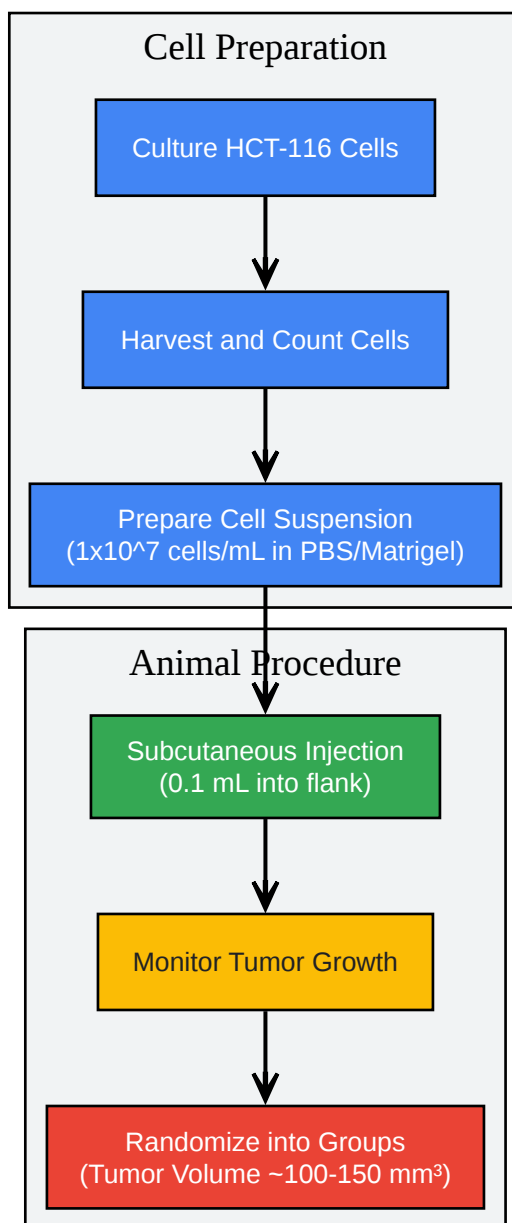 Cell Preparation
Culture HCT-116 Cells
Harvest and Count Cells
Prepare Cell Suspension
(1x10^7 cells/mL in PBS/Matrigel)
Animal Procedure
Subcutaneous Injection
(0.1 mL into flank)
Monitor Tumor Growth
Randomize into Groups
(Tumor Volume ~100-150 mm³)